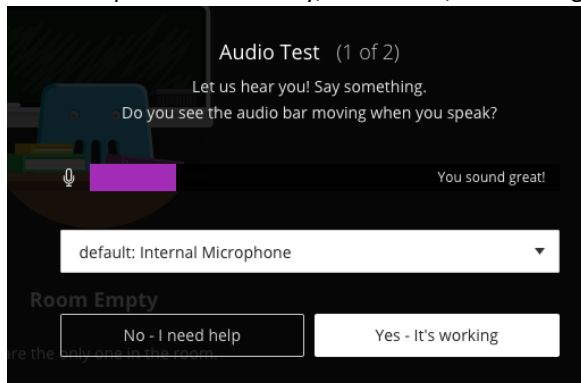 Audio Test (1 of 2)
Let us hear you! Say something.
Do you see the audio bar moving when you speak?
You sound great!
default: Internal Microphone
Room Empty
No - I need help
Yes - It's working
are the only one in the room.